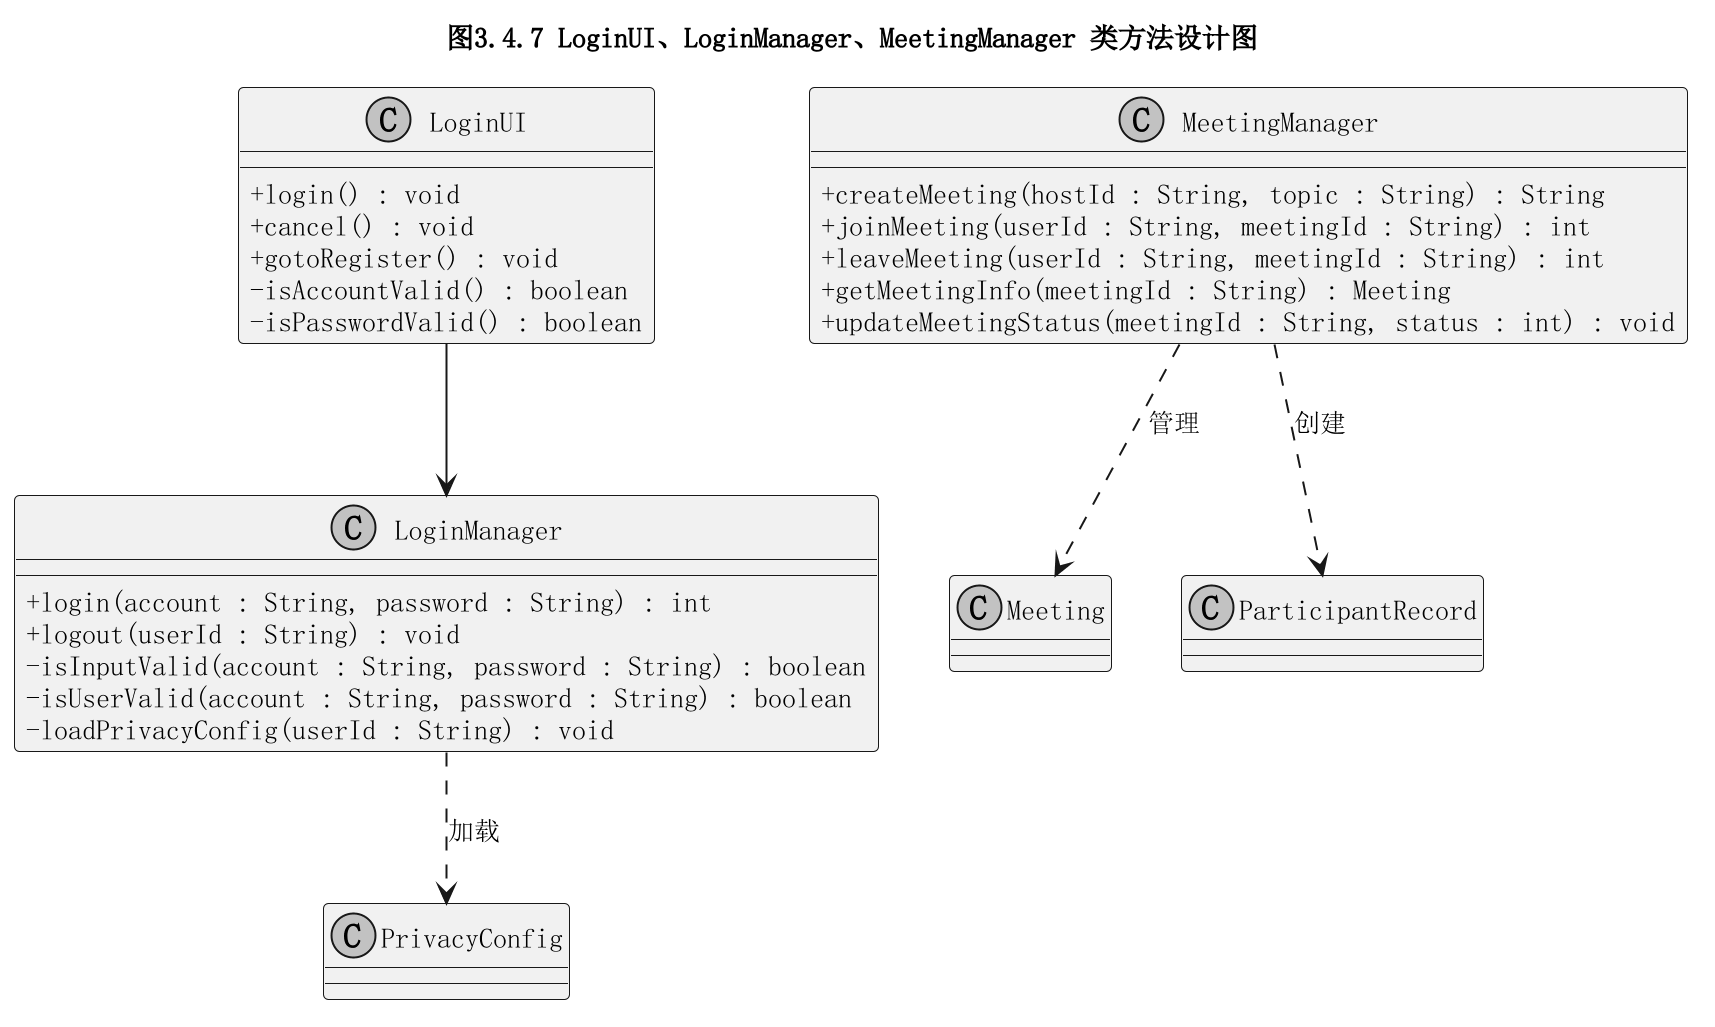 图3.4.7 LoginUI、LoginManager、MeetingManager 类方法设计图
C LoginUI
+login() : void
+cancel() : void
+gotoRegister() : void
-isAccountValid() : boolean
-isPasswordValid() : boolean
C MeetingManager
+createMeeting(hostId : String, topic : String) : String
+joinMeeting(userId : String, meetingId : String) : int
+leaveMeeting(userId : String, meetingId : String) : int
+getMeetingInfo(meetingId : String) : Meeting
+updateMeetingStatus(meetingId : String, status : int) : void
管理
创建
C LoginManager
+login(account : String, password : String) : int
+logout(userId : String) : void
-isInputValid(account : String, password : String) : boolean
-isUserValid(account : String, password : String) : boolean
-loadPrivacyConfig(userId : String) : void
C Meeting
C ParticipantRecord
加载
C PrivacyConfig